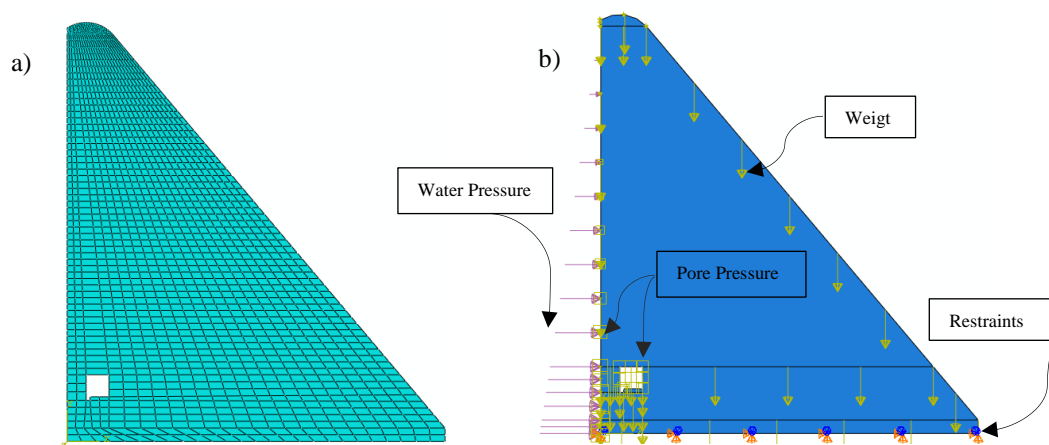 a)
b)
Weigt
Water Pressure
Pore Pressure
Restraints